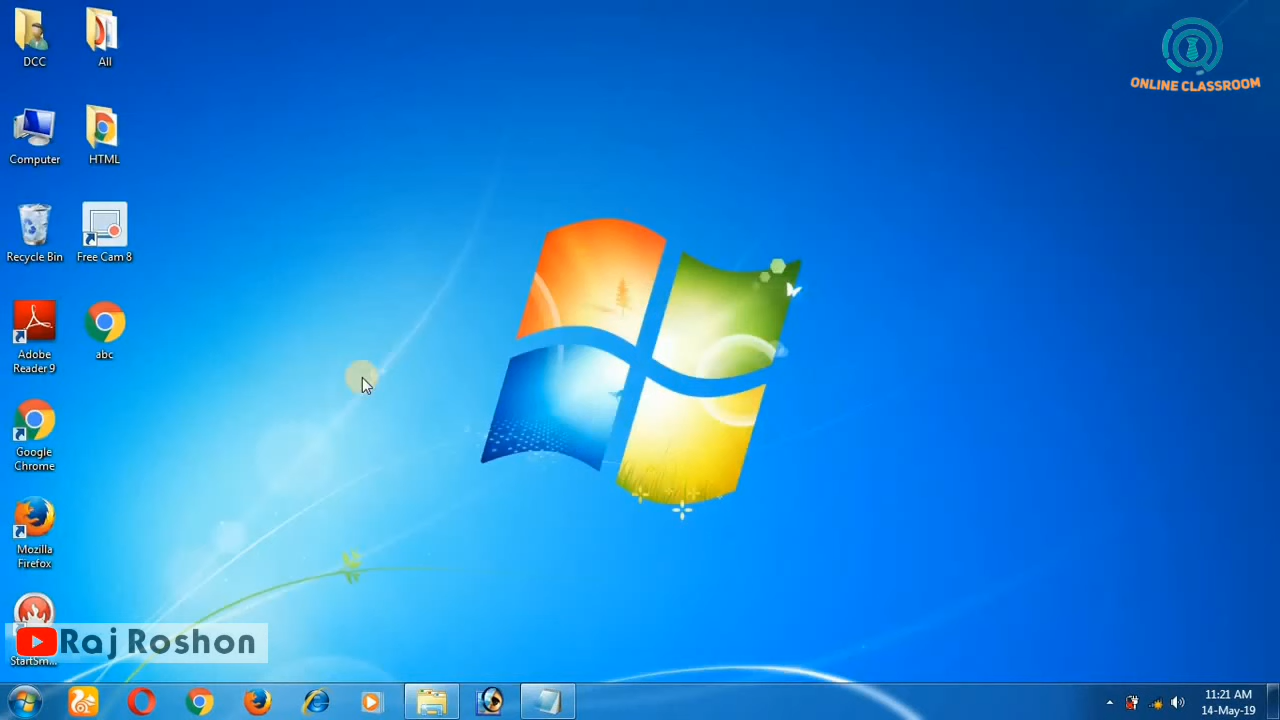 DCC
All
Computer
HTML
Recycle Bin
Free Cam 8
Adobe
Reader 9
abc
Google
Chrome
Mozilla
Firefox
StartSm...
Raj Roshon
ONLINE CLASSROOM
11:21 AM
14-May-19